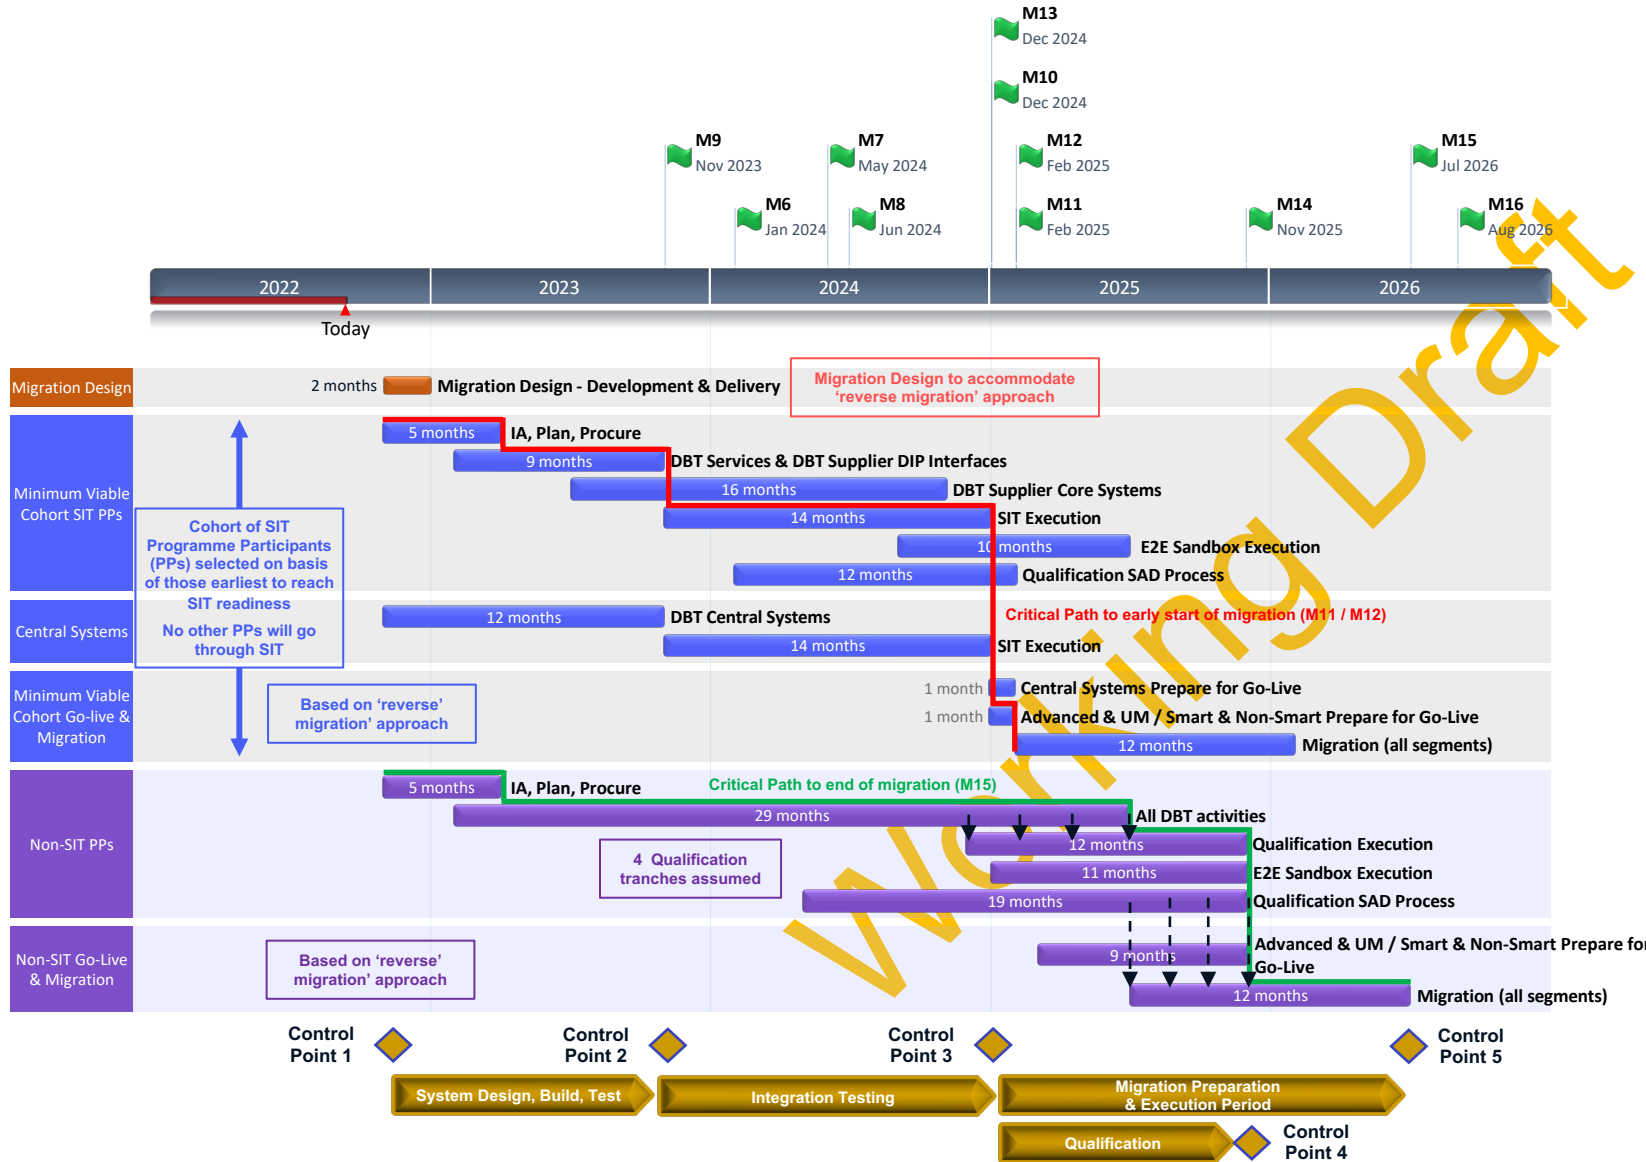 M13
Dec 2024
M10
Dec 2024
M9
Nov 2023
M7
May 2024
M12
Feb 2025
M15
Jul 2026
M6
Jan 2024
M8
Jun 2024
M11
Feb 2025
M14
Nov 2025
M16
Aug 2026
2022
2023
2024
2025
2026
Today
Working Draft
Migration Design
2 months
Migration Design - Development & Delivery
Migration Design to accommodate
‘reverse migration’ approach
Minimum Viable
Cohort SIT PPs
5 months
IA, Plan, Procure
9 months
DBT Services & DBT Supplier DIP Interfaces
16 months
DBT Supplier Core Systems
14 months
SIT Execution
10 months
E2E Sandbox Execution
12 months
Qualification SAD Process
Cohort of SIT
Programme Participants
(PPs) selected on basis
of those earliest to reach
SIT readiness
No other PPs will go
through SIT
Central Systems
12 months
DBT Central Systems
Critical Path to early start of migration (M11 / M12)
14 months
SIT Execution
Minimum Viable
Cohort Go-live &
Migration
Based on ‘reverse’
migration’ approach
1 month
Central Systems Prepare for Go-Live
1 month
Advanced & UM / Smart & Non-Smart Prepare for Go-Live
12 months
Migration (all segments)
Non-SIT PPs
5 months
IA, Plan, Procure
Critical Path to end of migration (M15)
29 months
All DBT activities
12 months
Qualification Execution
4 Qualification
tranches assumed
11 months
E2E Sandbox Execution
19 months
Qualification SAD Process
Non-SIT Go-Live
& Migration
Based on ‘reverse’
migration’ approach
9 months
Advanced & UM / Smart & Non-Smart Prepare for
Go-Live
12 months
Migration (all segments)
Control
Point 1
Control
Point 2
Control
Point 3
Control
Point 5
System Design, Build, Test
Integration Testing
Migration Preparation
& Execution Period
Qualification
Control
Point 4